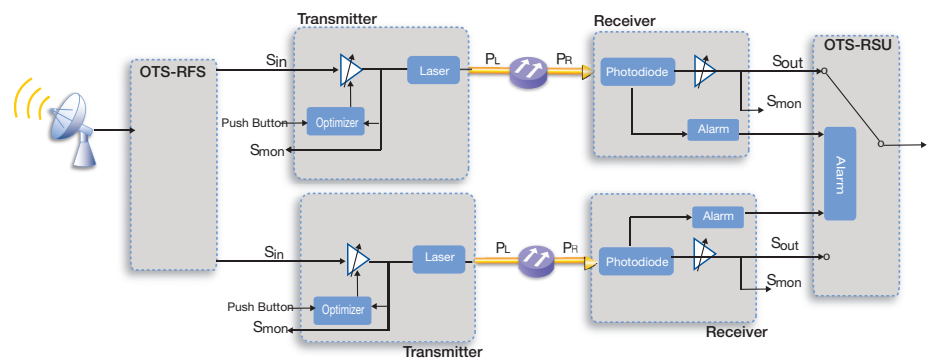 Transmitter
Receiver
OTS-RFS
OTS-RSU
Sin
PL
PR
Sout
Laser
Photodiode
Smon
Push Button
Optimizer
Alarm
Smon
Alarm
Sin
PL
PR
Alarm
Sout
Laser
Photodiode
Smon
Push Button
Optimizer
Smon
Receiver
Transmitter